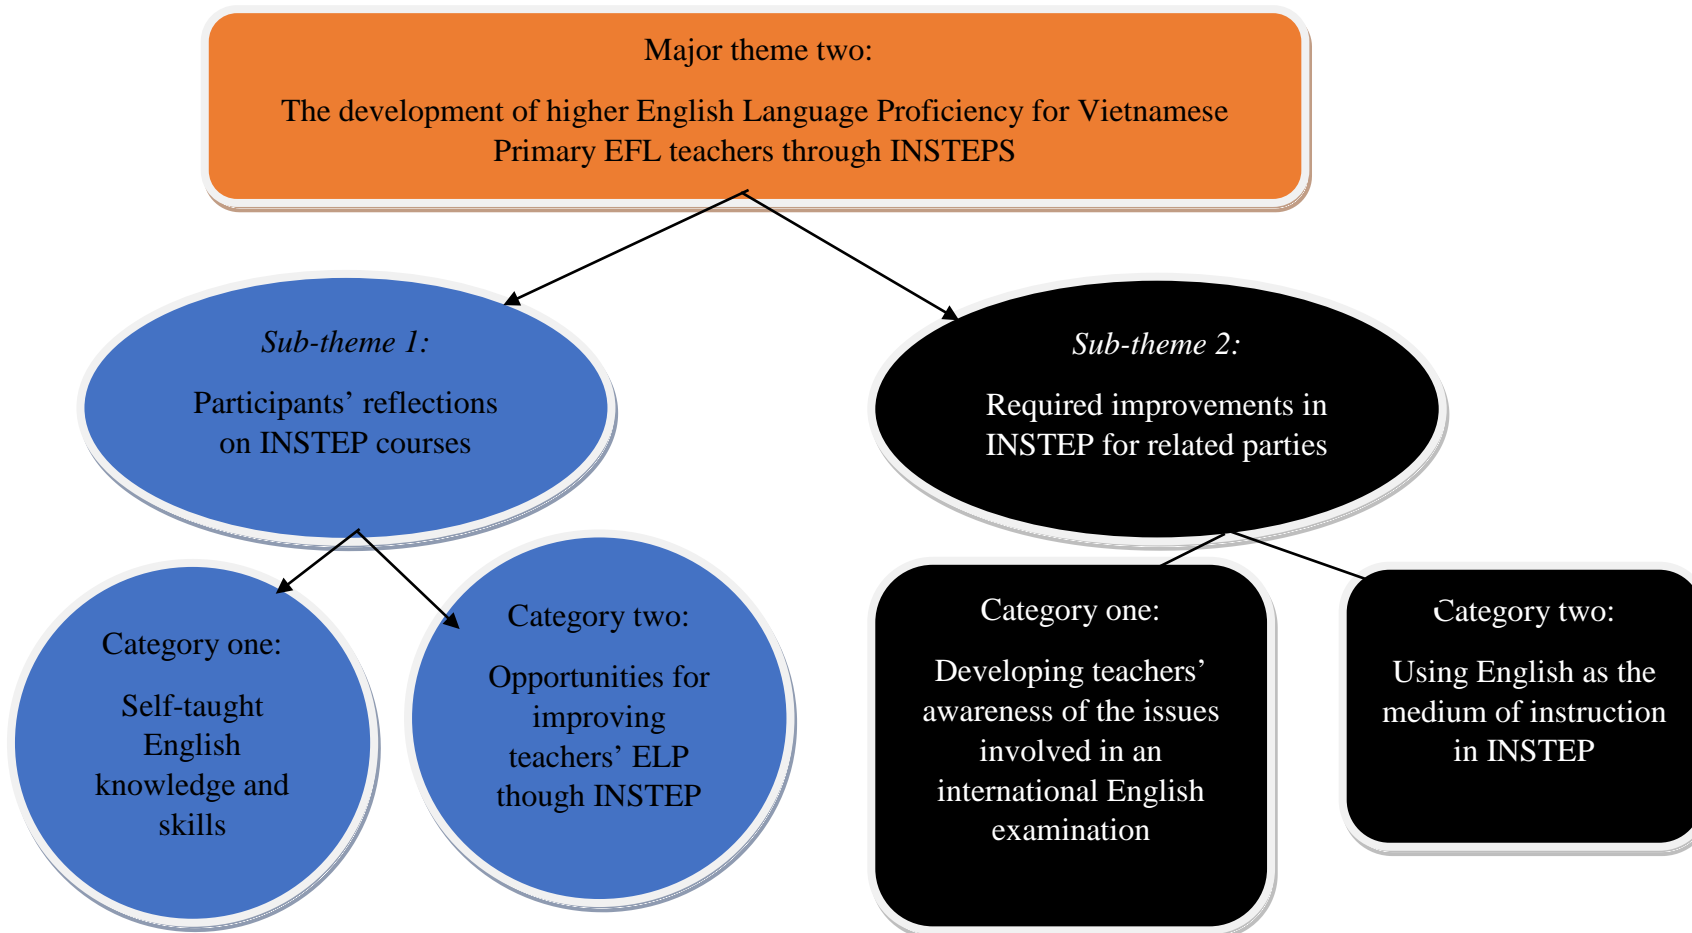 Major theme two:
The development of higher English Language Proficiency for Vietnamese
Primary EFL teachers through INSTEPS
Sub-theme 1:
Participants’ reflections
on INSTEP courses
Sub-theme 2:
Required improvements in
INSTEP for related parties
Category one:
Self-taught
English
knowledge and
skills
Category two:
Opportunities for
improving
teachers’ ELP
though INSTEP
Category one:
Developing teachers’
awareness of the issues
involved in an
international English
examination
Category two:
Using English as the
medium of instruction
in INSTEP